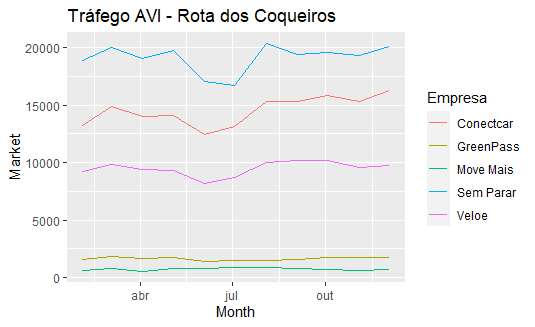 Tráfego AVI - Rota dos Coqueiros
20000
15000
10000
5000
0
Market
abr
jul
out
Month
Empresa
Conectcar
GreenPass
Move Mais
Sem Parar
Veloe